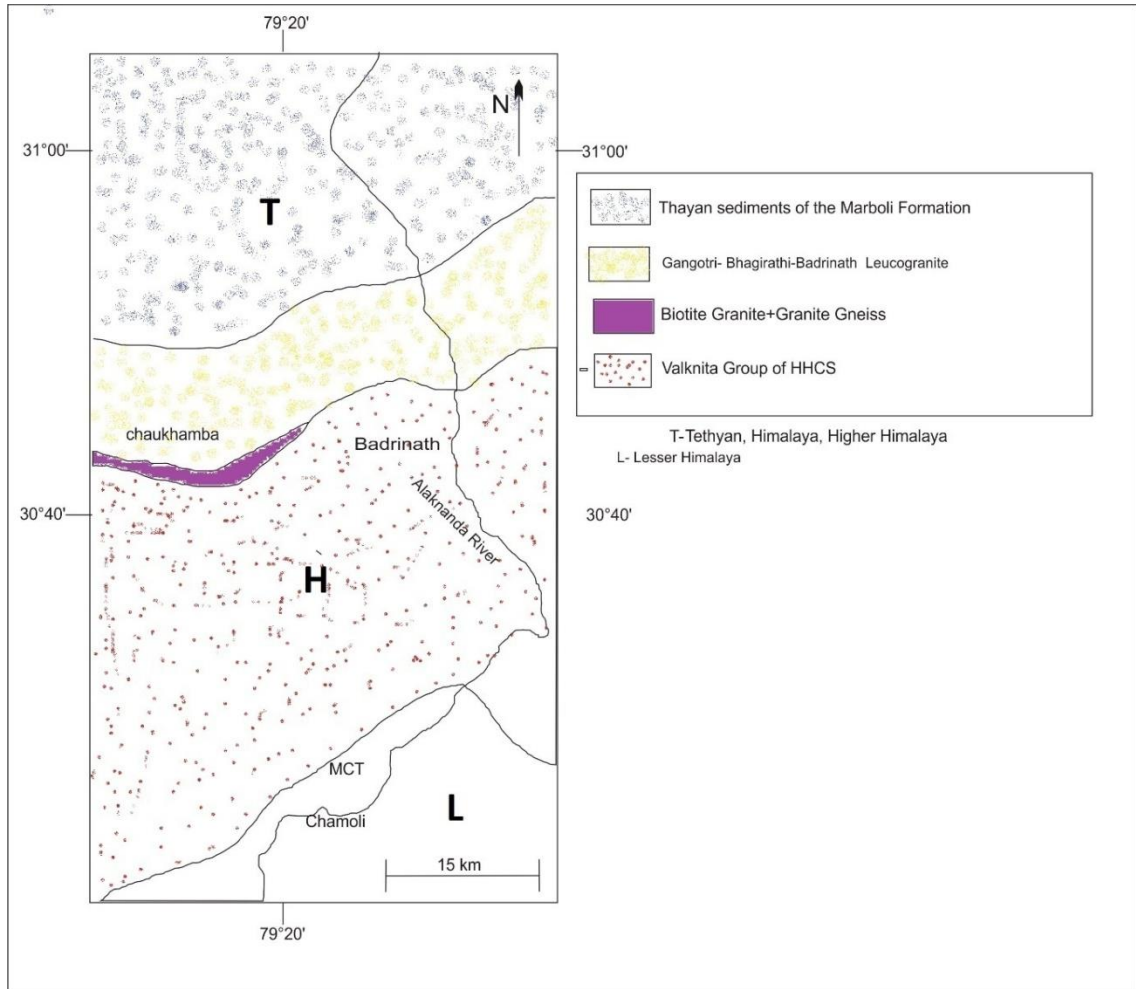 79°20'
N
31°00'
31°00'
T
Thayan sediments of the Marboli Formation
Gangotri- Bhagirathi-Badrinath Leucogranite
Biotite Granite+Granite Gneiss
Valknita Group of HHCS
T-Tethyan, Himalaya, Higher Himalaya
L- Lesser Himalaya
chaukhamba
Badrinath
Alaknanda River
30°40'
30°40'
H
MCT
Chamoli
L
15 km
79°20'